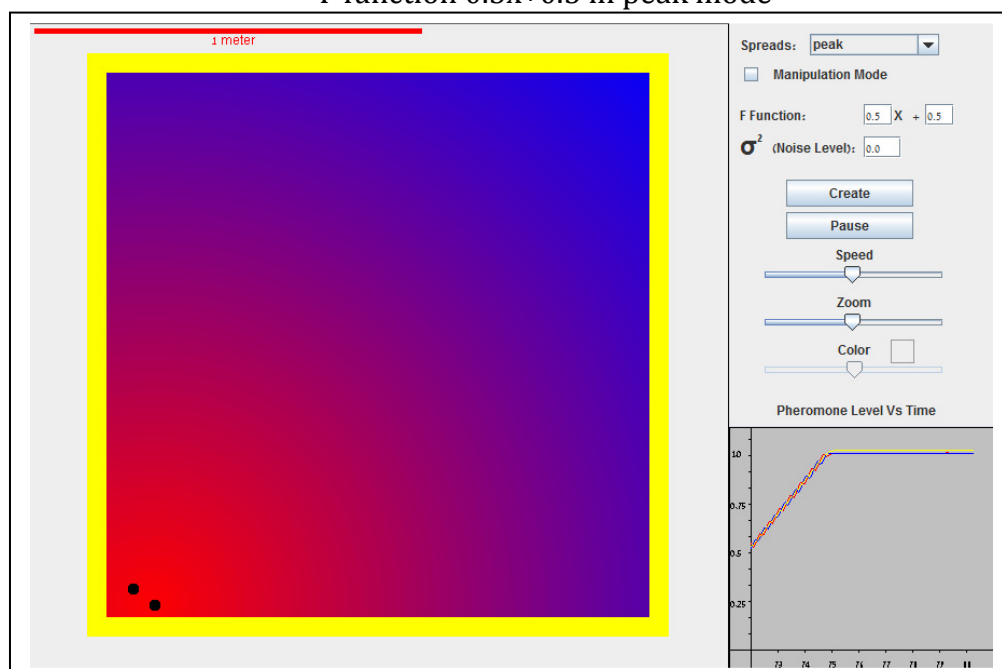 F function 0.5x+0.5 in peak mode
1 meter
Spreads: peak
Manipulation Mode
F Function: 0.5 X + 0.5
σ² (Noise Level): 0.0
Create
Pause
Speed
Zoom
Color
Pheromone Level Vs Time
1.0
0.75
0.5
0.25
73 74 75 76 77 78 79